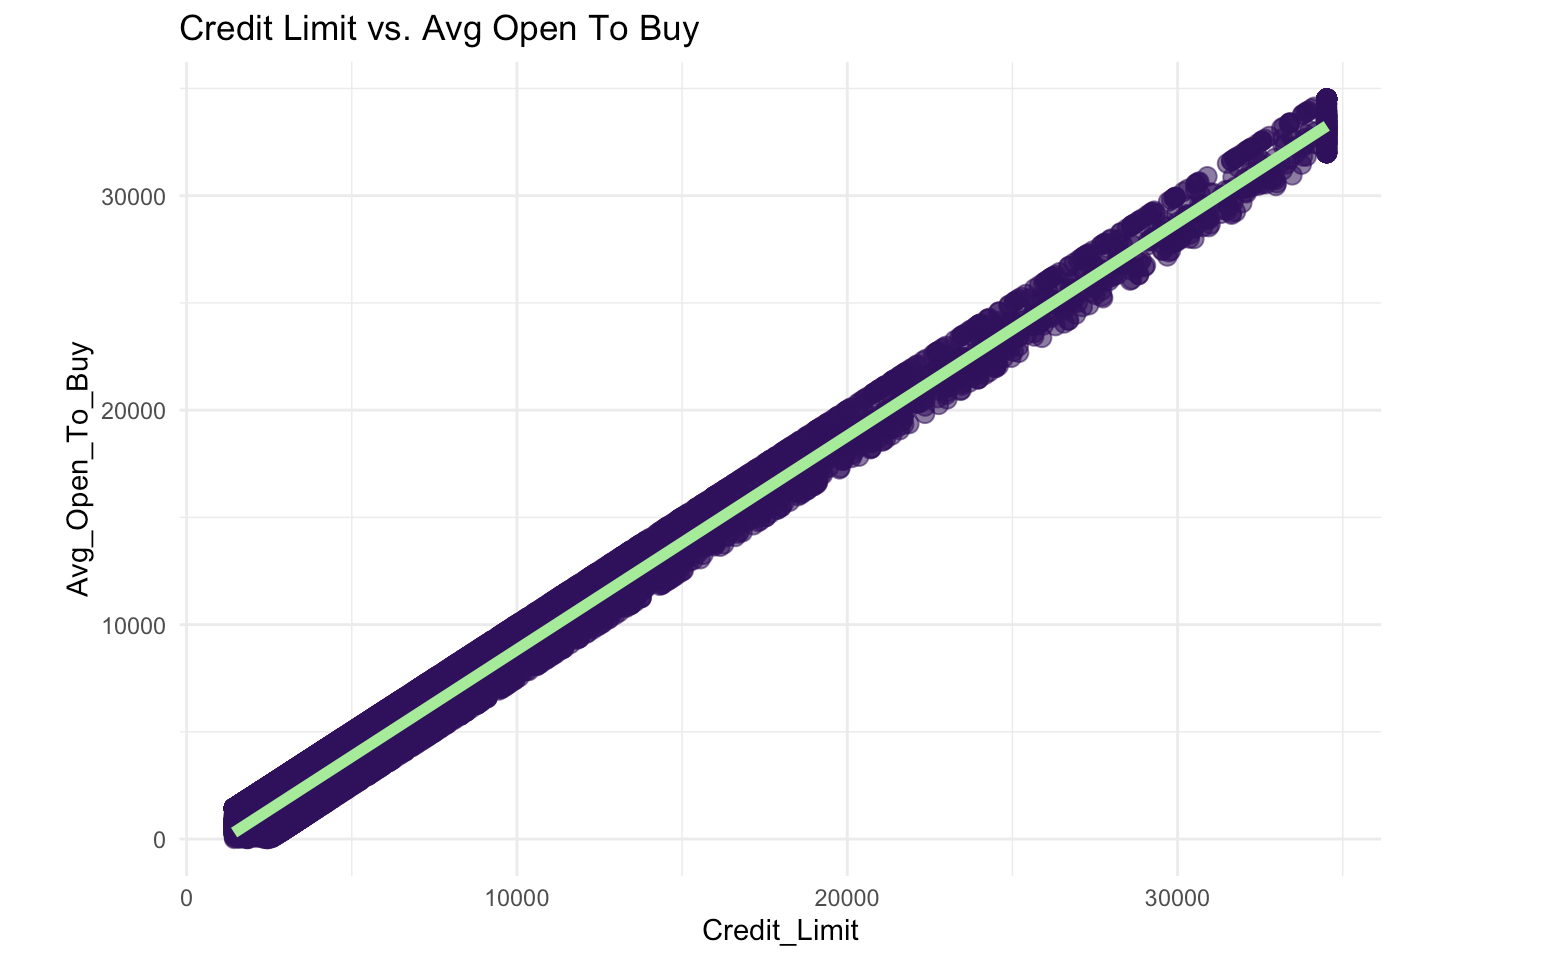 Credit Limit vs. Avg Open To Buy
Avg_Open_To_Buy
30000
20000
10000
0
0 10000 20000 30000
Credit_Limit